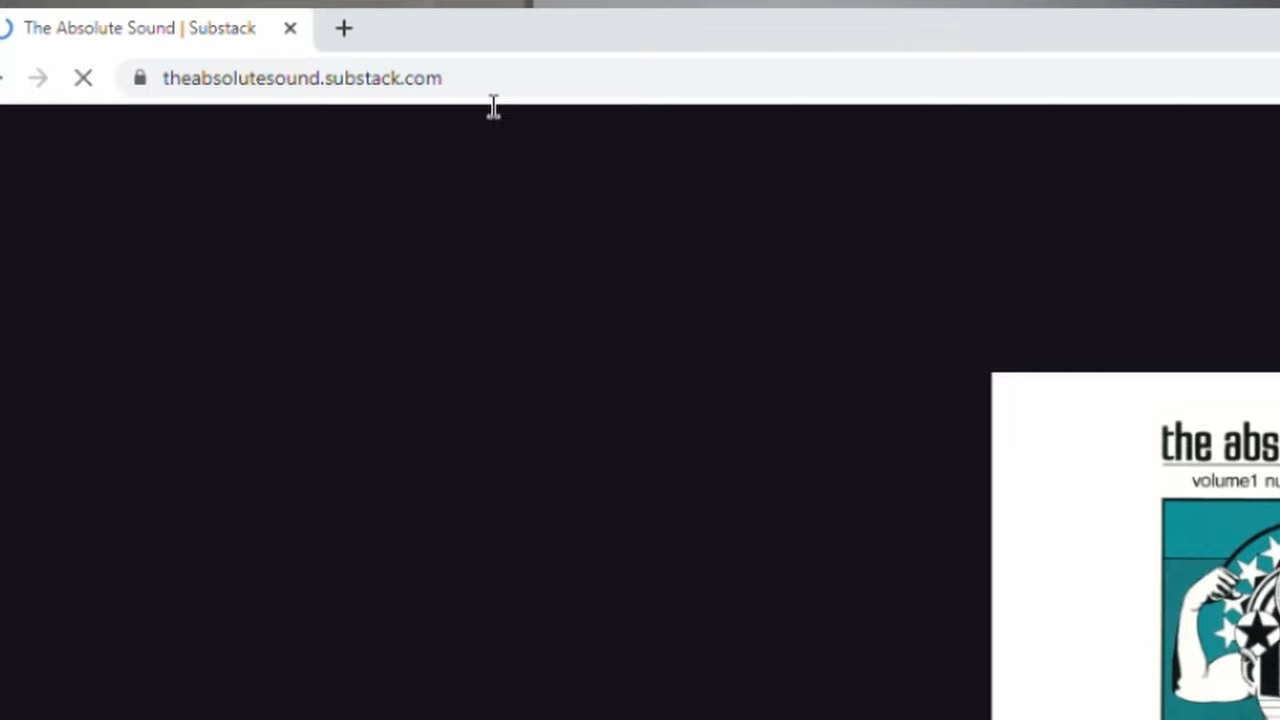 The Absolute Sound | Substack
theabsolutesound.substack.com
the abs
volume1 nu